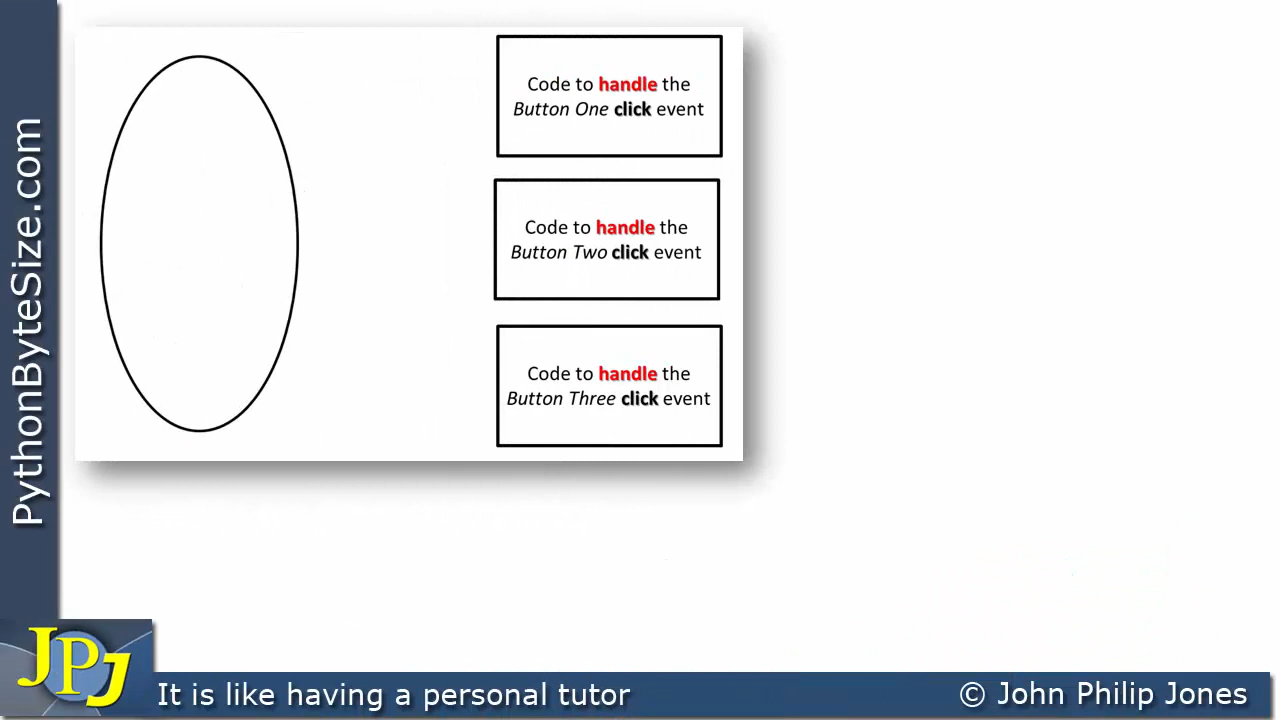 PythonByteSize.com
Code to handle the
Button One click event
Code to handle the
Button Two click event
Code to handle the
Button Three click event
JPJ
It is like having a personal tutor
© John Philip Jones